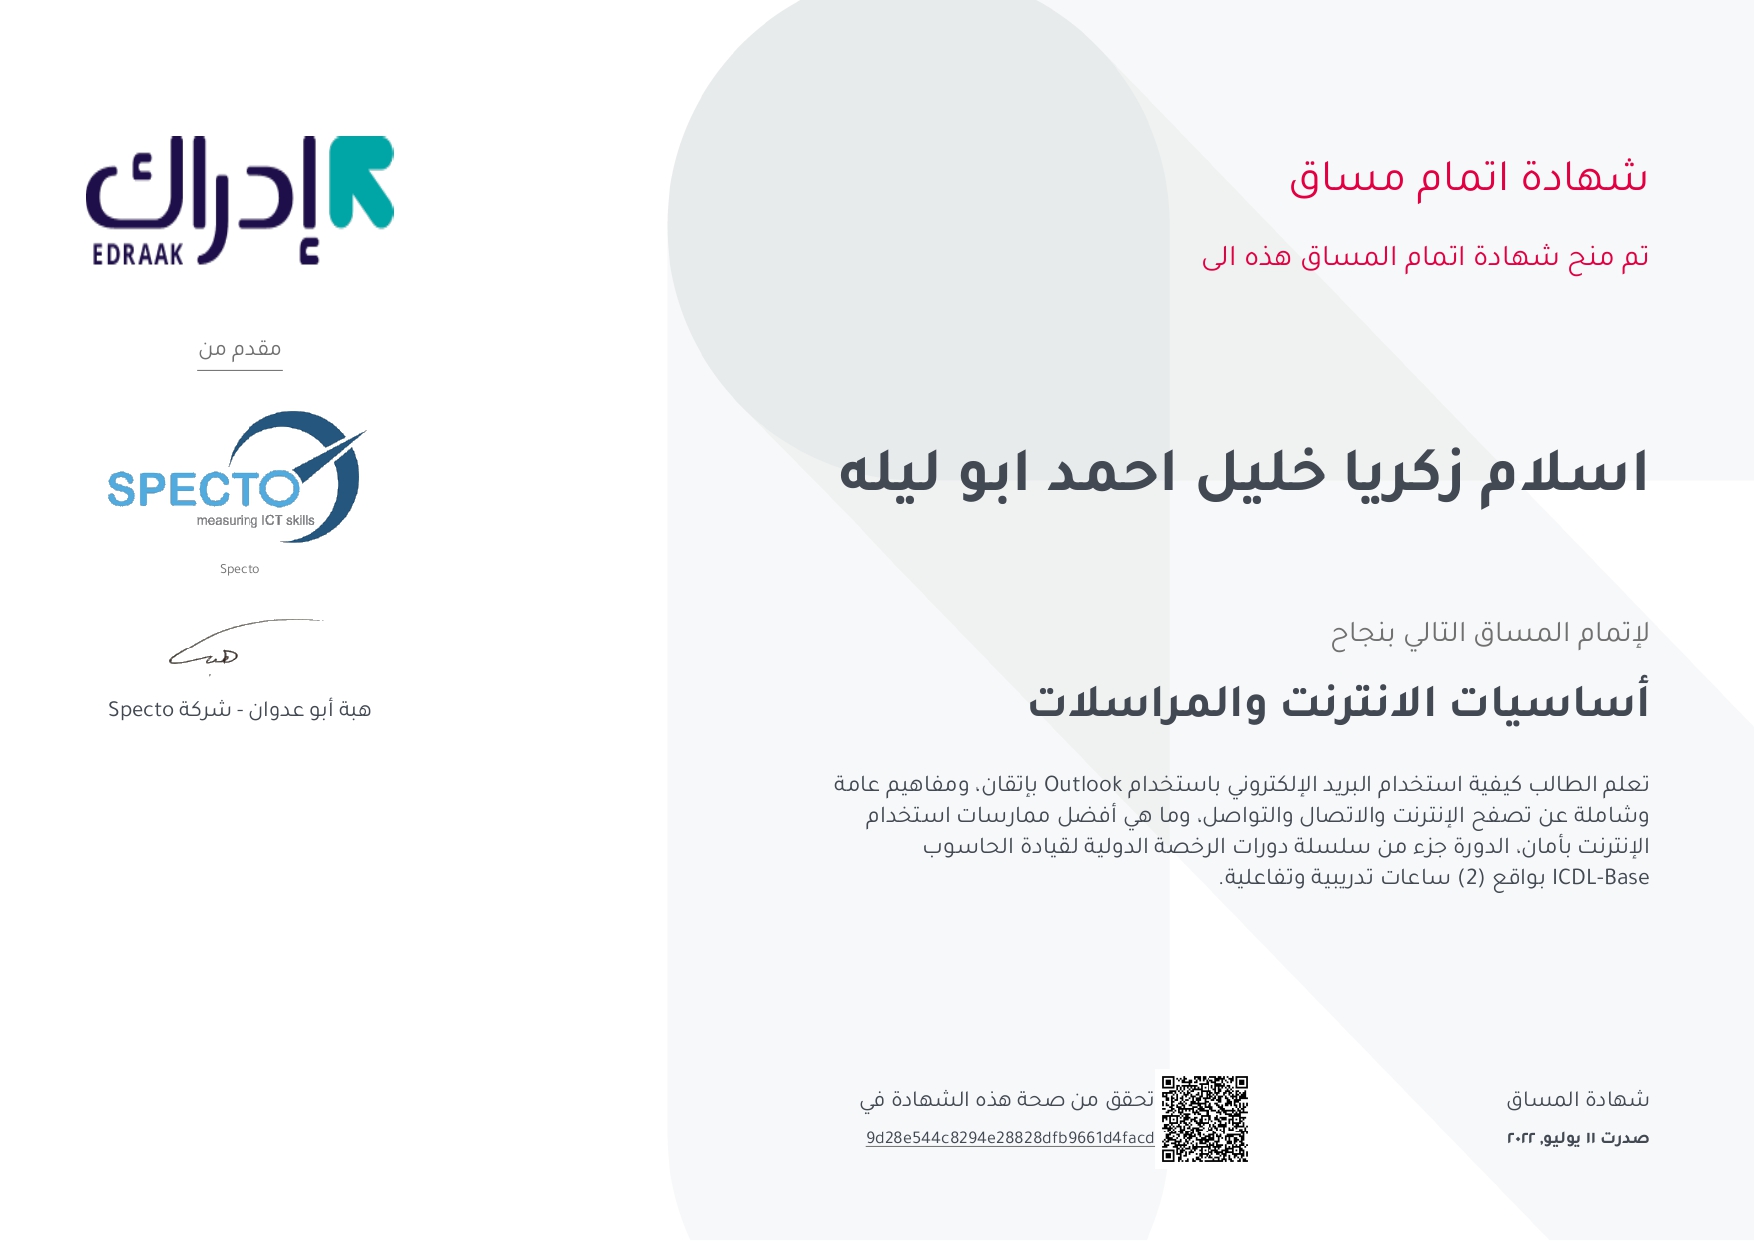 شهادة اتمام مساق
تم منح شهادة اتمام المساق هذه الى
اسلام زكريا خليل احمد ابو ليله
لإتمام المساق التالي بنجاح
أساسيات الانترنت والمراسلات
تعلم الطالب كيفية استخدام البريد الإلكتروني باستخدام Outlook بإتقان، ومفاهيم عامة
وشاملة عن تصفح الإنترنت والاتصال والتواصل، وما هي أفضل ممارسات استخدام
الإنترنت بأمان، الدورة جزء من سلسلة دورات الرخصة الدولية لقيادة الحاسوب
ICDL-Base بواقع (2) ساعات تدريبية وتفاعلية.
شهادة المساق
صدرت ١١ يوليو, ٢٠٢٢
تحقق من صحة هذه الشهادة في
9d28e544c8294e28828dfb9661d4facd
إدراك
EDRAAK
مقدم من
SPECTO
measuring ICT skills
Specto
هبة
هبة أبو عدوان - شركة Specto